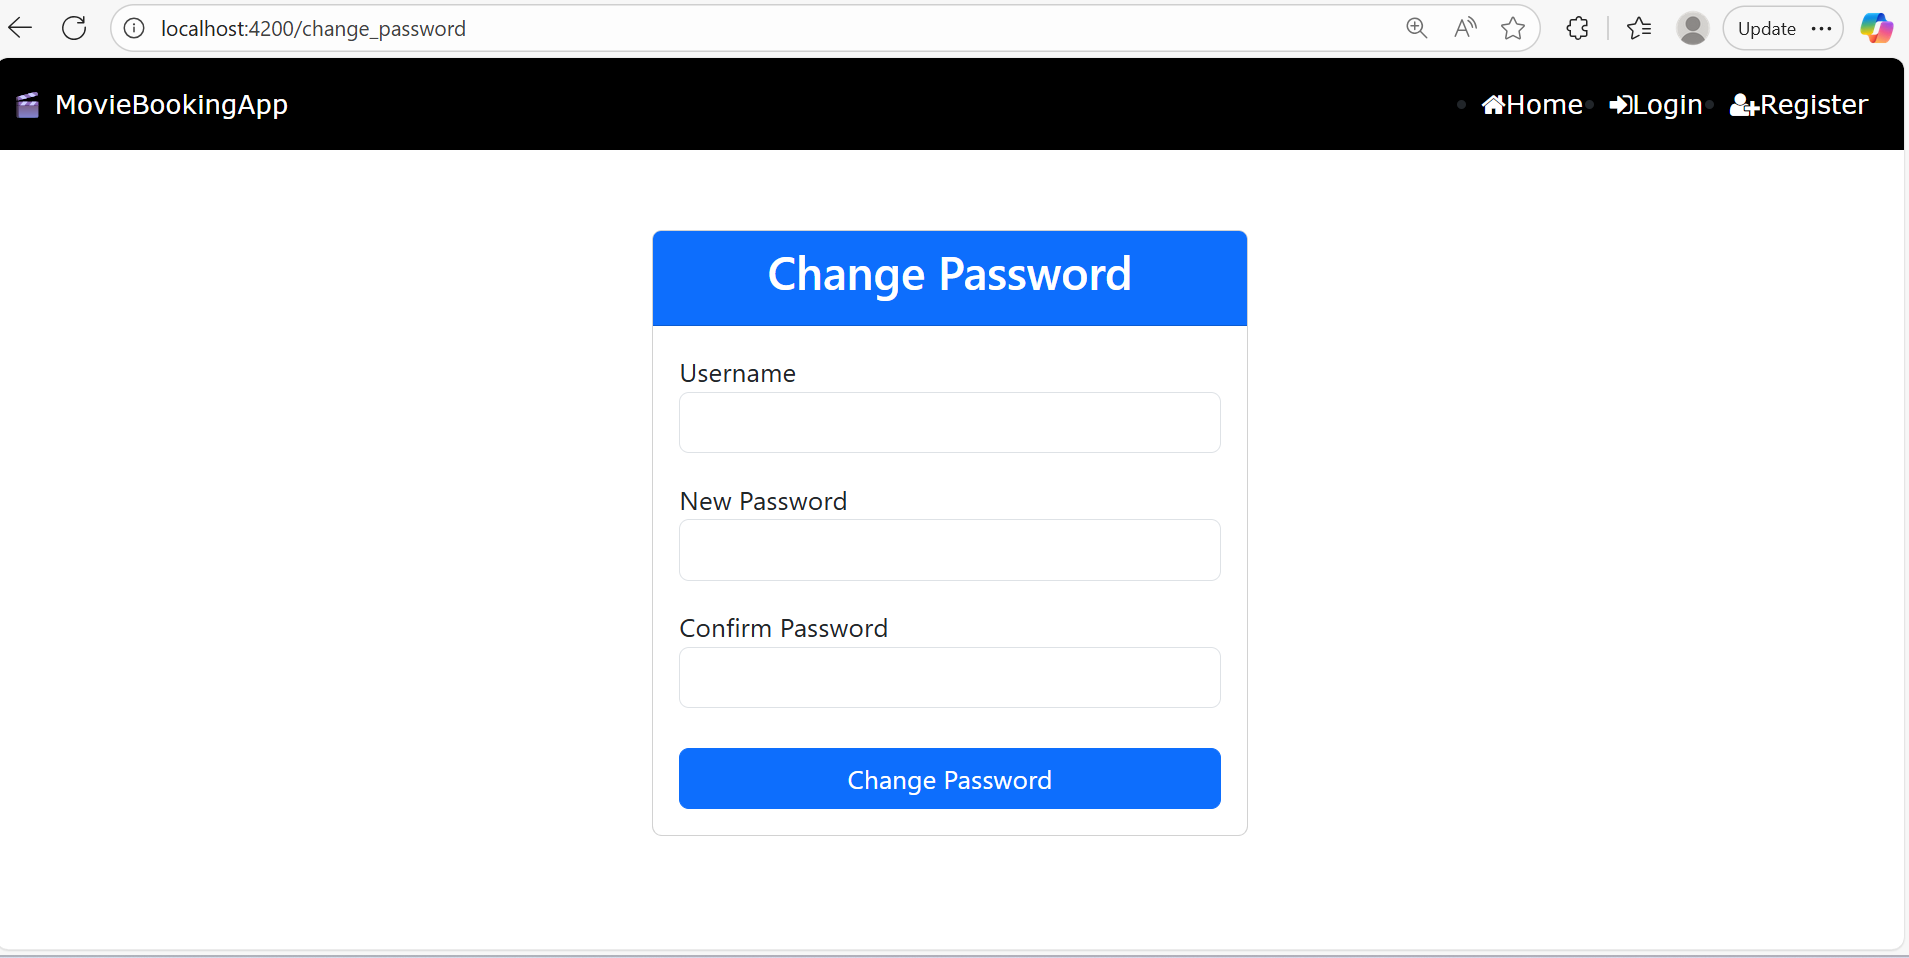 localhost:4200/change_password
Update
MovieBookingApp
Home
Login
Register
Change Password
Username
New Password
Confirm Password
Change Password